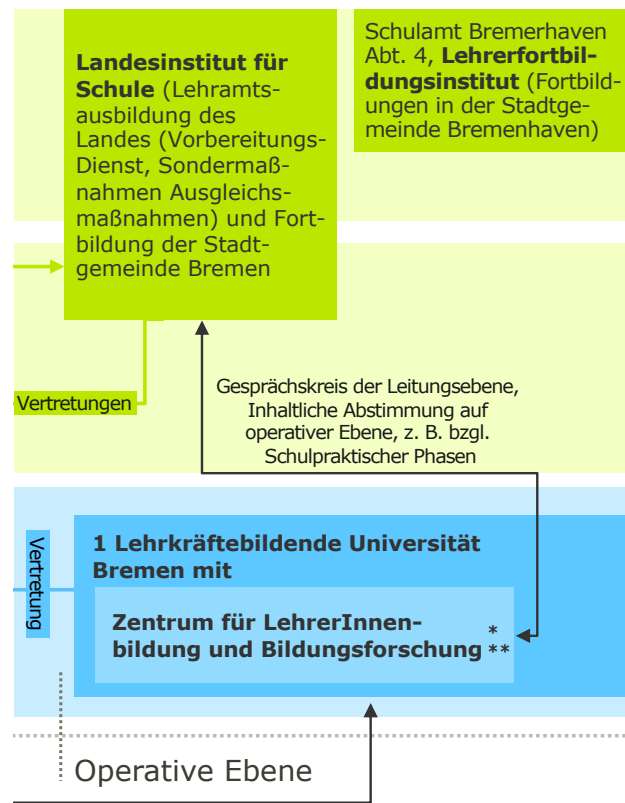 Landesinstitut für
Schule (Lehramts-
ausbildung des
Landes (Vorbereitungs-
Dienst, Sondermaß-
nahmen Ausgleichs-
maßnahmen) und Fort-
bildung der Stadt-
gemeinde Bremen
Schulamt Bremerhaven
Abt. 4, Lehrerfortbil-
dungsinstitut (Fortbild-
ungen in der Stadtge-
meinde Bremenhaven)
Vertretungen
Gesprächskreis der Leitungsebene,
Inhaltliche Abstimmung auf
operativer Ebene, z. B. bzgl.
Schulpraktischer Phasen
Vertretung
1 Lehrkräftebildende Universität
Bremen mit
Zentrum für LehrerInnen-
bildung und Bildungsforschung
*
**
Operative Ebene